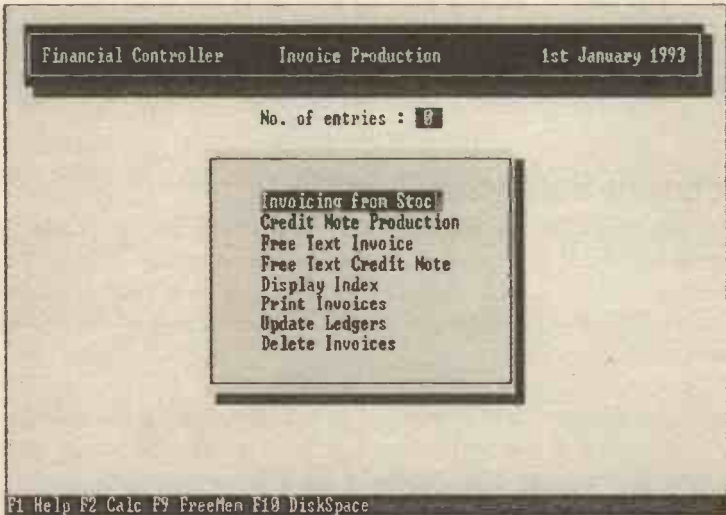 Financial Controller Invoice Production 1st January 1993
No. of entries : 0
Invoicing from Stoc
Credit Note Production
Free Text Invoice
Free Text Credit Note
Display Index
Print Invoices
Update Ledgers
Delete Invoices
F1 Help F2 Calc F9 FreeMem F10 DiskSpace